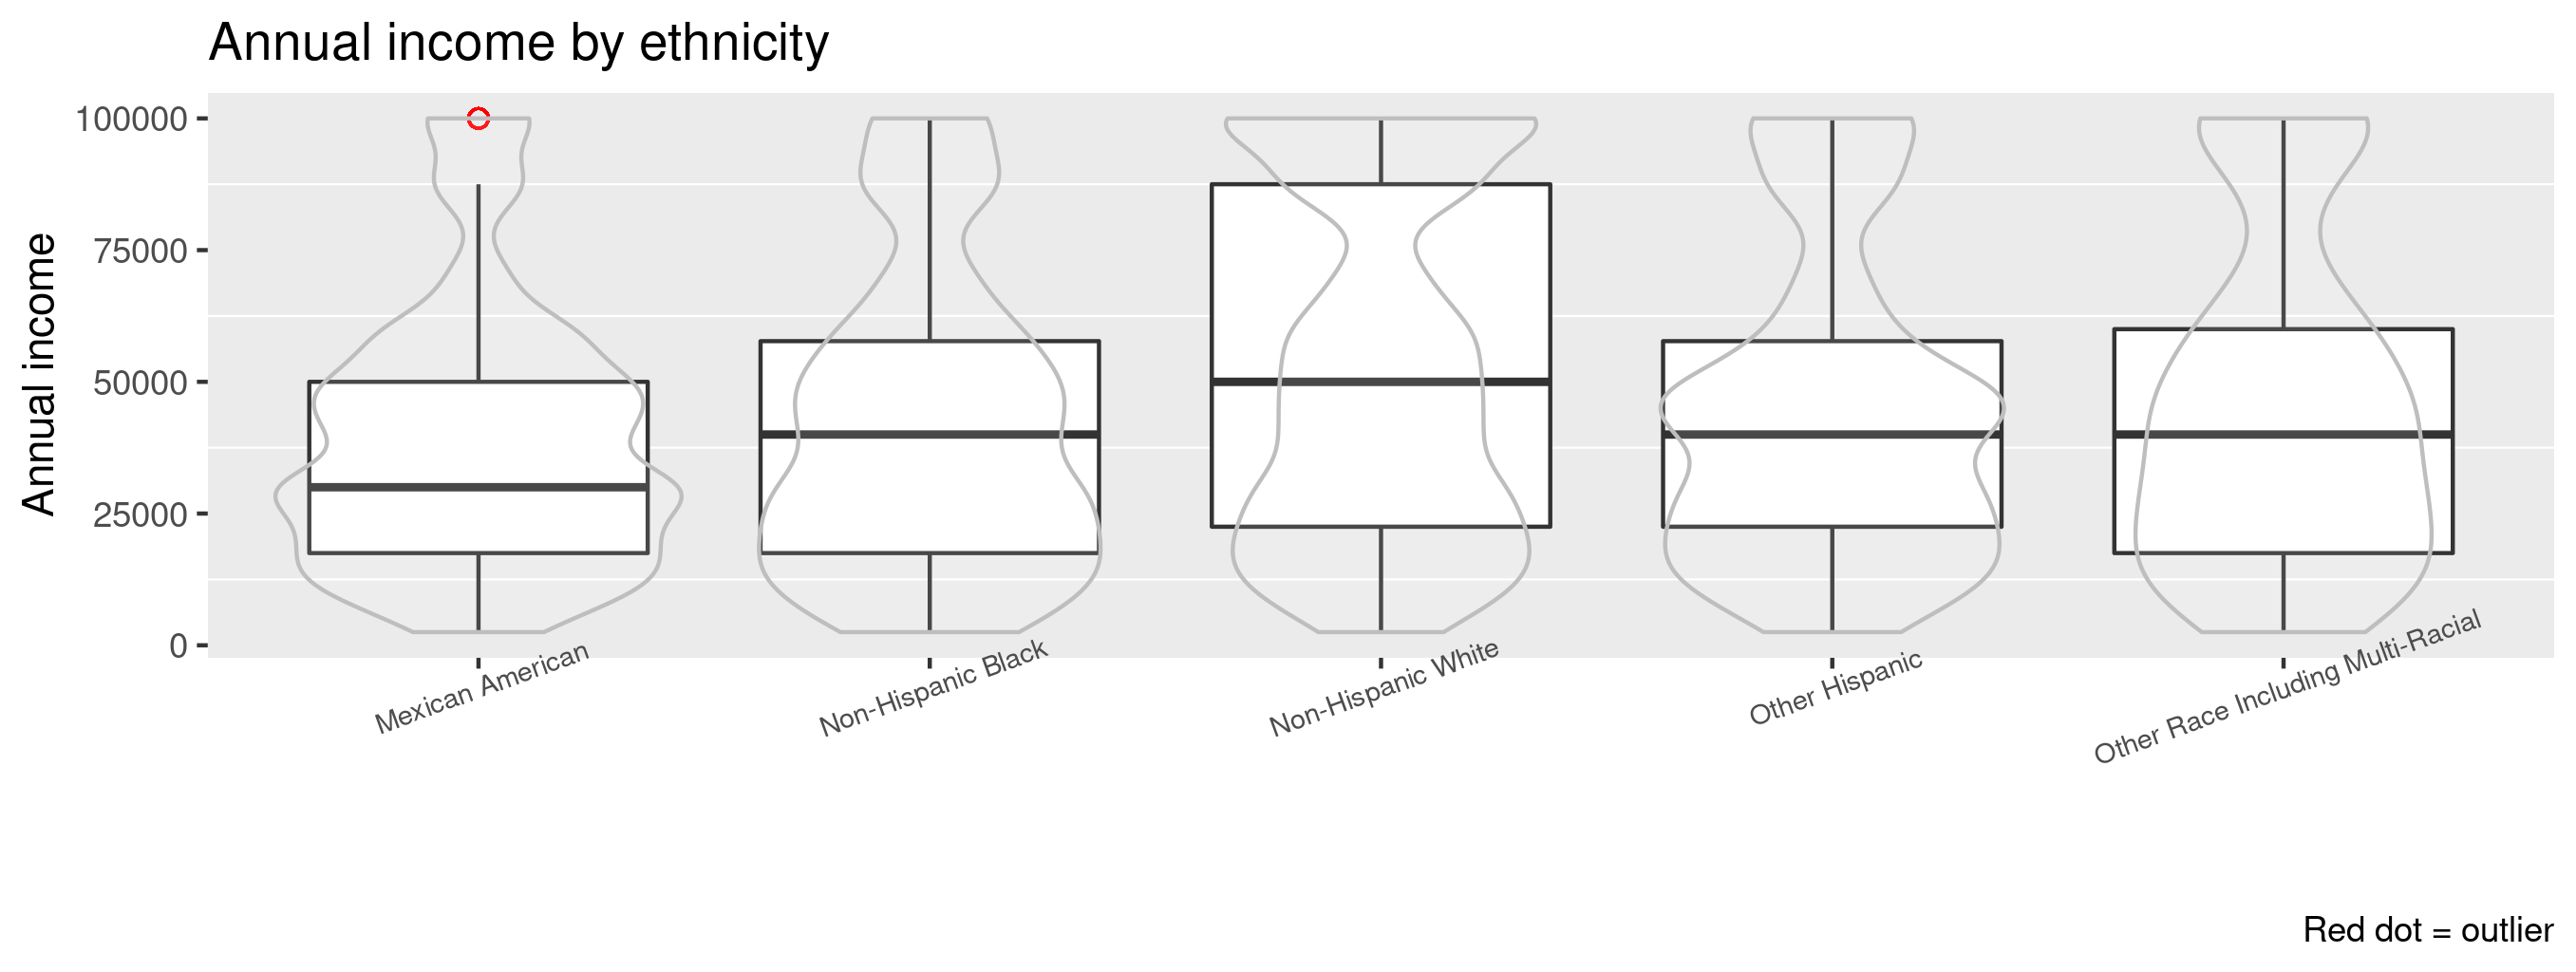 Annual income by ethnicity
Annual income
100000
75000
50000
25000
0
Mexican American
Non-Hispanic Black
Non-Hispanic White
Other Hispanic
Other Race Including Multi-Racial
Red dot = outlier